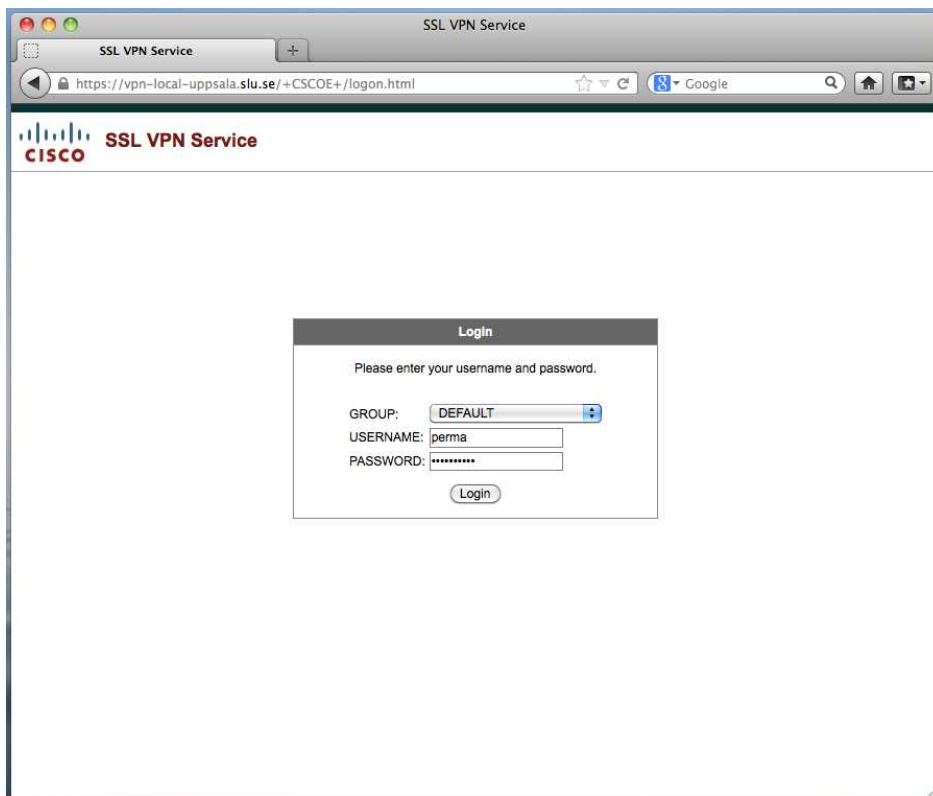 SSL VPN Service
SSL VPN Service
https://vpn-local-uppsala.slu.se/+CSCOE+/logon.html
8 Google
CISCO SSL VPN Service
Login
Please enter your username and password.
GROUP: DEFAULT
USERNAME: perma
PASSWORD: ••••••••••
Login